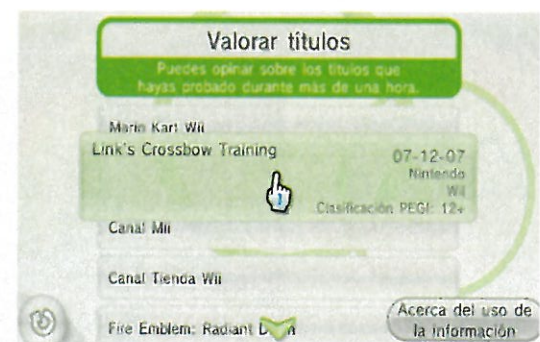 Valorar títulos
Puedes opinar sobre los títulos que
hayas probado durante más de una hora.
Mario Kart Wii
Link's Crossbow Training
07-12-07
Nintendo
Wii
Clasificación PEGI: 12+
Canal Mii
Canal Tienda Wii
Fire Emblem: Radiant
Acerca del uso de
la información